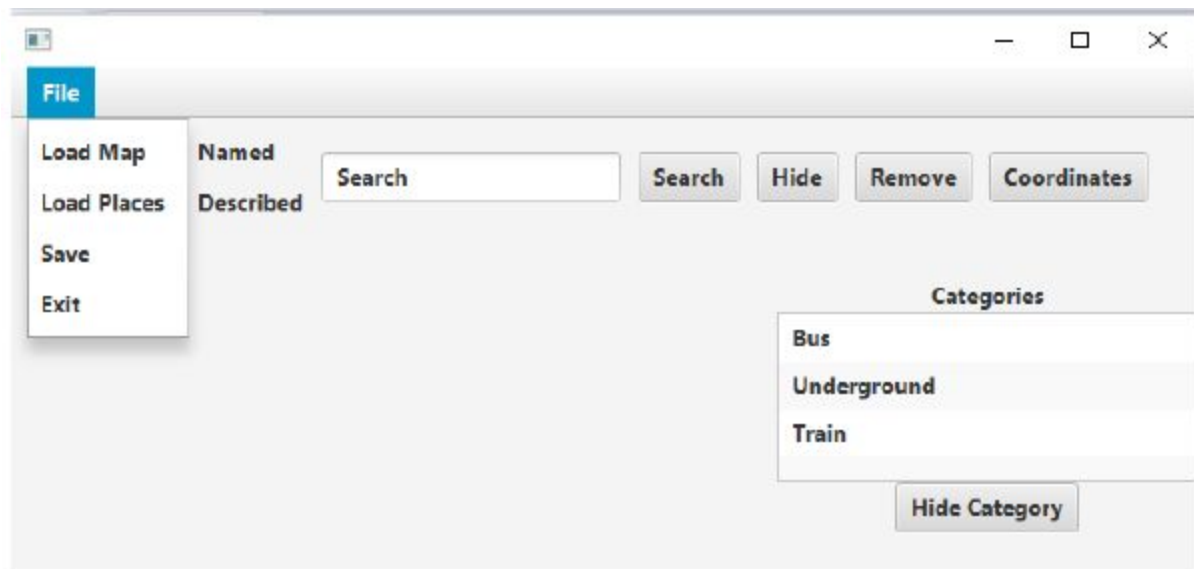 File
Load Map
Load Places
Save
Exit
Named
Described
Search
Search
Hide
Remove
Coordinates
Categories
Bus
Underground
Train
Hide Category